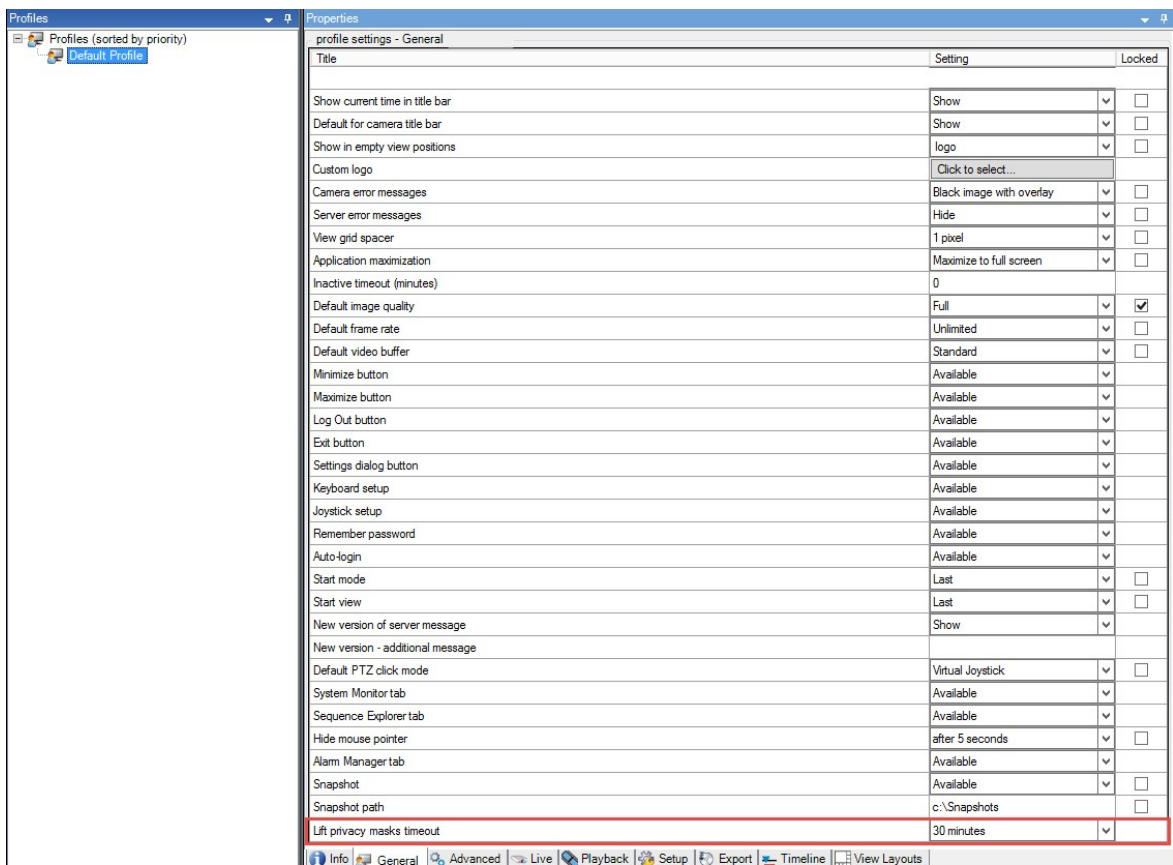 Profiles
Profiles (sorted by priority)
Default Profile
Properties
profile settings - General
Title Setting Locked
Show current time in title bar Show
Default for camera title bar Show
Show in empty view positions logo
Custom logo Click to select...
Camera error messages Black image with overlay
Server error messages Hide
View grid spacer 1 pixel
Application maximization Maximize to full screen
Inactive timeout (minutes) 0
Default image quality Full
Default frame rate Unlimited
Default video buffer Standard
Minimize button Available
Maximize button Available
Log Out button Available
Exit button Available
Settings dialog button Available
Keyboard setup Available
Joystick setup Available
Remember password Available
Auto-login Available
Start mode Last
Start view Last
New version of server message Show
New version - additional message
Default PTZ click mode Virtual Joystick
System Monitor tab Available
Sequence Explorer tab Available
Hide mouse pointer after 5 seconds
Alarm Manager tab Available
Snapshot Available
Snapshot path c:\Snapshots
Lift privacy masks timeout 30 minutes
Info General Advanced Live Playback Setup Export Timeline View Layouts